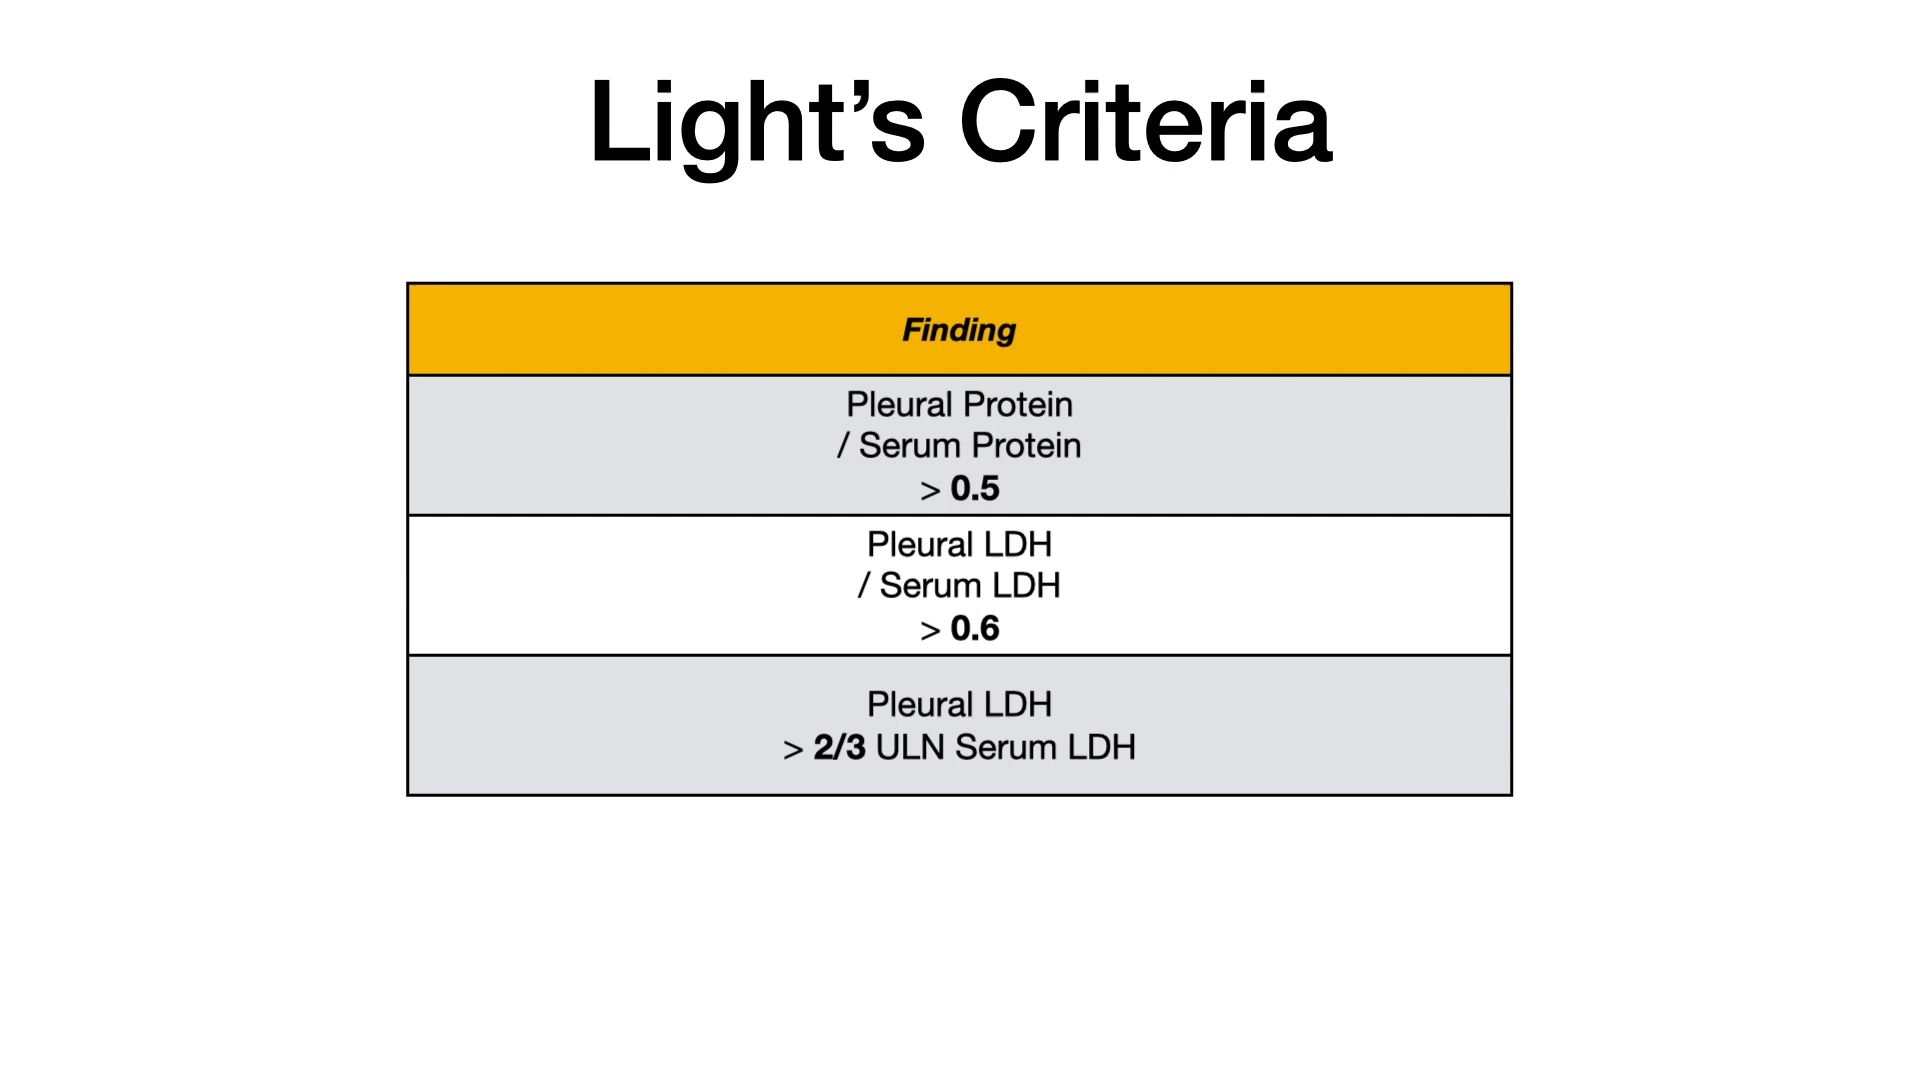 Light’s Criteria
Finding
Pleural Protein
/ Serum Protein
> 0.5
Pleural LDH
/ Serum LDH
> 0.6
Pleural LDH
> 2/3 ULN Serum LDH